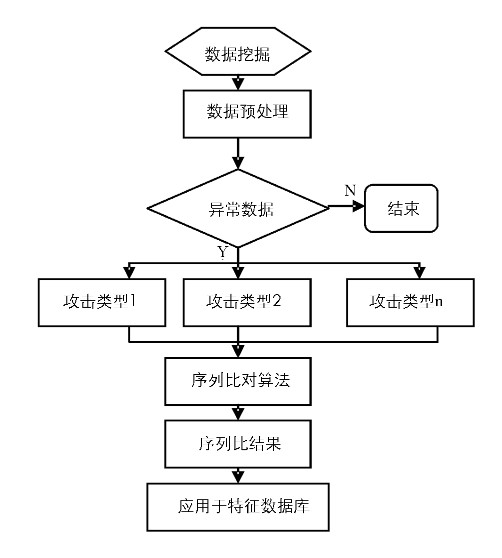 数据挖掘
数据预处理
异常数据
N
结束
Y
攻击类型1
攻击类型2
攻击类型n
序列比对算法
序列比结果
应用于特征数据库